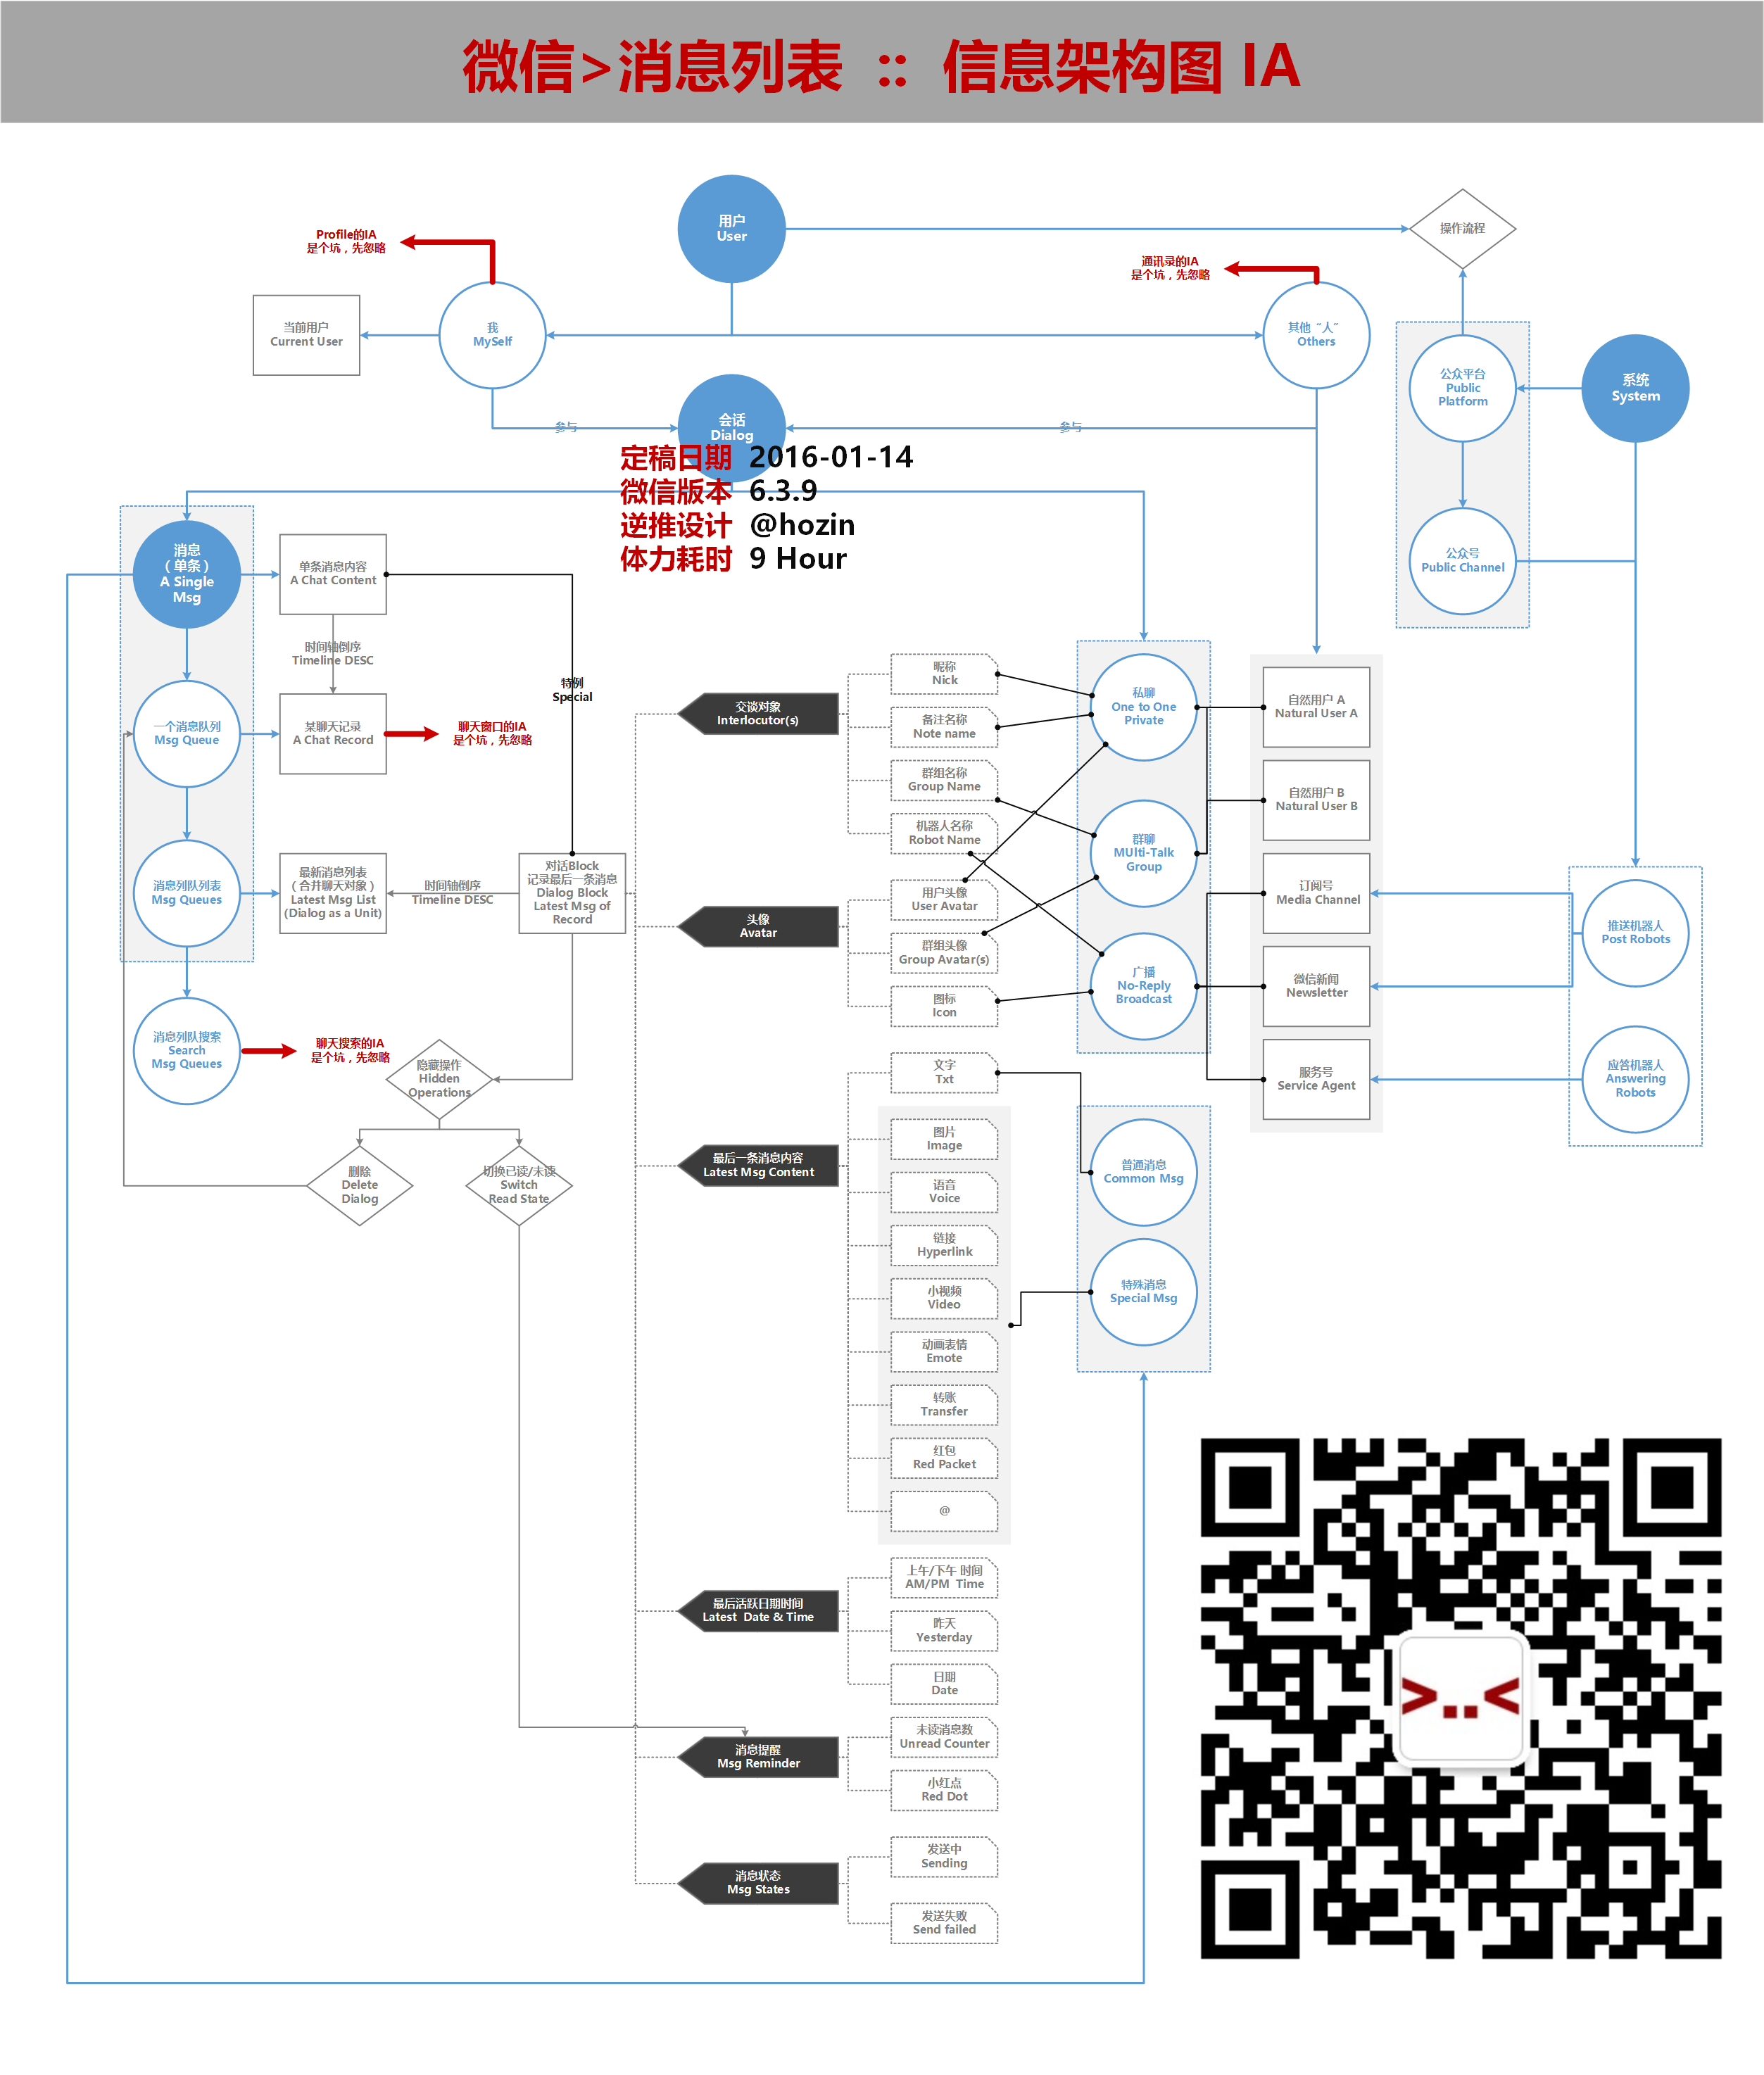 微信>消息列表 :: 信息架构图 IA
用户
User
操作流程
Profile的IA
是个坑，先忽略
通讯录的IA
是个坑，先忽略
当前用户
Current User
我
MySelf
其他“人”
Others
公众平台
Public
Platform
系统
System
会话
Dialog
参与
参与
定稿日期 2016-01-14
微信版本 6.3.9
逆推设计 @hozin
体力耗时 9 Hour
公众号
Public Channel
消息
（单条）
A Single
Msg
单条消息内容
A Chat Content
时间轴倒序
Timeline DESC
特例
Special
一个消息队列
Msg Queue
某聊天记录
A Chat Record
聊天窗口的IA
是个坑，先忽略
消息列队列表
Msg Queues
最新消息列表
（合并聊天对象）
Latest Msg List
(Dialog as a Unit)
时间轴倒序
Timeline DESC
对话Block
记录最后一条消息
Dialog Block
Latest Msg of
Record
消息列队搜索
Search
Msg Queues
聊天搜索的IA
是个坑，先忽略
隐藏操作
Hidden
Operations
删除
Delete
Dialog
切换已读/未读
Switch
Read State
交谈对象
Interlocutor(s)
昵称
Nick
备注名称
Note name
群组名称
Group Name
机器人名称
Robot Name
头像
Avatar
用户头像
User Avatar
群组头像
Group Avatar(s)
图标
Icon
最后一条消息内容
Latest Msg Content
文字
Txt
图片
Image
语音
Voice
链接
Hyperlink
小视频
Video
动画表情
Emote
转账
Transfer
红包
Red Packet
@
最后活跃日期时间
Latest Date & Time
上午/下午 时间
AM/PM Time
昨天
Yesterday
日期
Date
消息提醒
Msg Reminder
未读消息数
Unread Counter
小红点
Red Dot
消息状态
Msg States
发送中
Sending
发送失败
Send failed
私聊
One to One
Private
群聊
MUlti-Talk
Group
广播
No-Reply
Broadcast
普通消息
Common Msg
特殊消息
Special Msg
自然用户 A
Natural User A
自然用户 B
Natural User B
订阅号
Media Channel
微信新闻
Newsletter
服务号
Service Agent
推送机器人
Post Robots
应答机器人
Answering
Robots
>..<